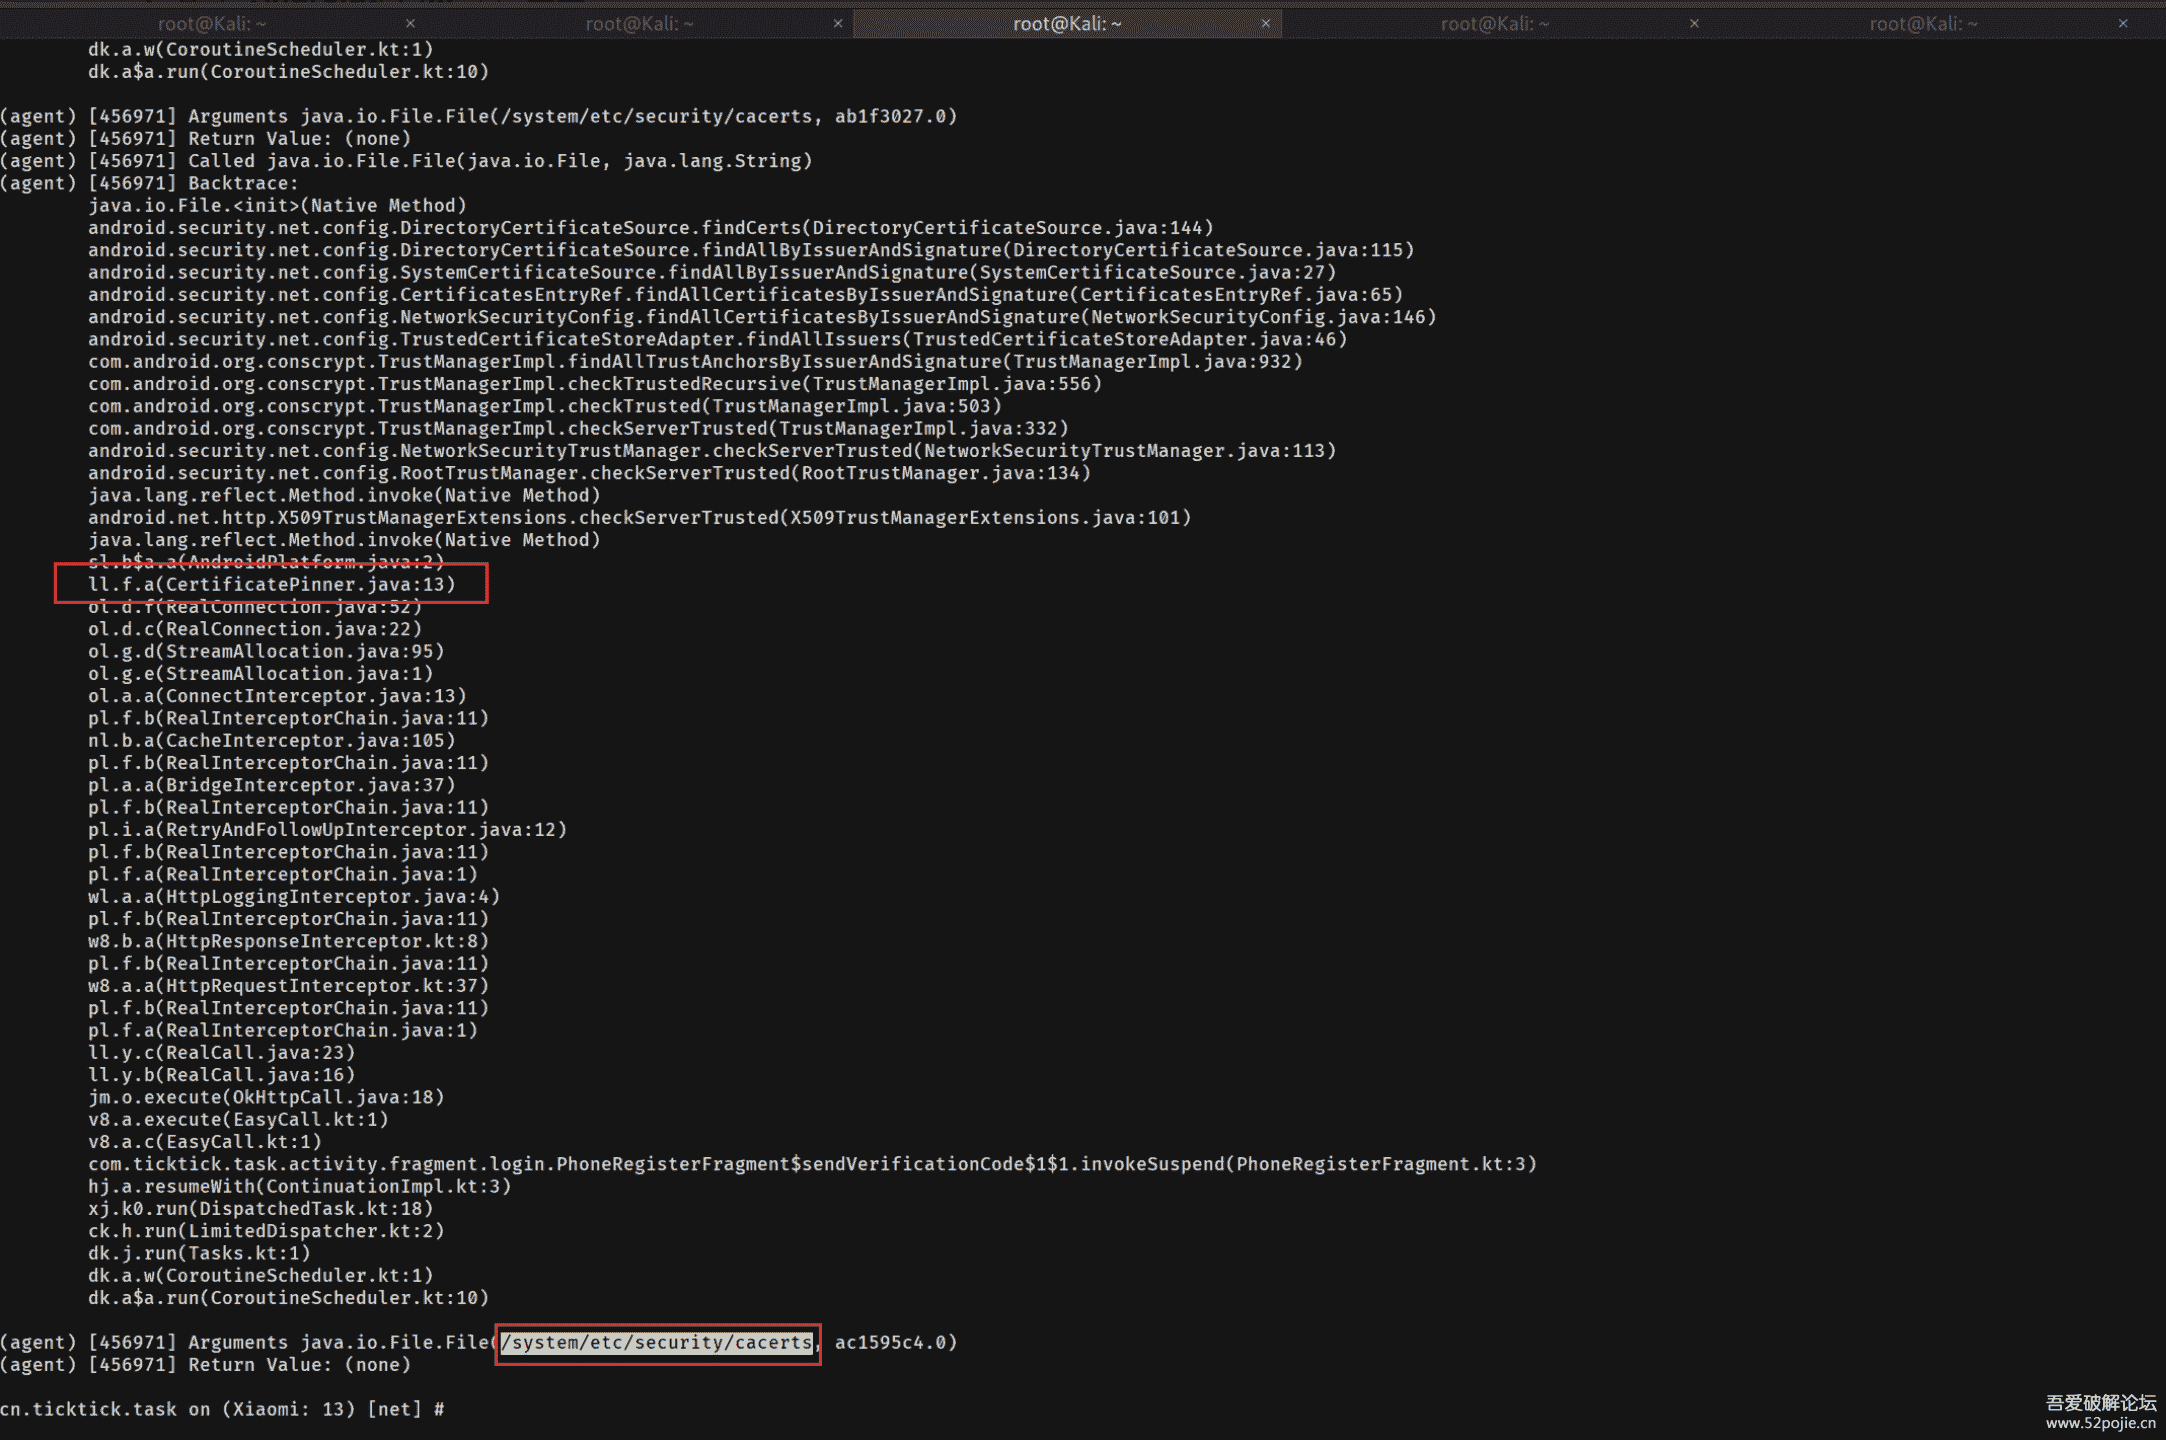 root@Kali: ~ × root@Kali: ~ × root@Kali: ~ × root@Kali: ~ × root@Kali: ~ ×
dk.a.w(CoroutineScheduler.kt:1)
dk.a$a.run(CoroutineScheduler.kt:10)
(agent) [456971] Arguments java.io.File.File(/system/etc/security/cacerts, ab1f3027.0)
(agent) [456971] Return Value: (none)
(agent) [456971] Called java.io.File.File(java.io.File, java.lang.String)
(agent) [456971] Backtrace:
java.io.File.<init>(Native Method)
android.security.net.config.DirectoryCertificateSource.findCerts(DirectoryCertificateSource.java:144)
android.security.net.config.DirectoryCertificateSource.findAllByIssuerAndSignature(DirectoryCertificateSource.java:115)
android.security.net.config.SystemCertificateSource.findAllByIssuerAndSignature(SystemCertificateSource.java:27)
android.security.net.config.CertificatesEntryRef.findAllCertificatesByIssuerAndSignature(CertificatesEntryRef.java:65)
android.security.net.config.NetworkSecurityConfig.findAllCertificatesByIssuerAndSignature(NetworkSecurityConfig.java:146)
android.security.net.config.TrustedCertificateStoreAdapter.findAllIssuers(TrustedCertificateStoreAdapter.java:46)
com.android.org.conscrypt.TrustManagerImpl.findAllTrustAnchorsByIssuerAndSignature(TrustManagerImpl.java:932)
com.android.org.conscrypt.TrustManagerImpl.checkTrustedRecursive(TrustManagerImpl.java:556)
com.android.org.conscrypt.TrustManagerImpl.checkTrusted(TrustManagerImpl.java:503)
com.android.org.conscrypt.TrustManagerImpl.checkServerTrusted(TrustManagerImpl.java:332)
android.security.net.config.NetworkSecurityTrustManager.checkServerTrusted(NetworkSecurityTrustManager.java:113)
android.security.net.config.RootTrustManager.checkServerTrusted(RootTrustManager.java:134)
java.lang.reflect.Method.invoke(Native Method)
android.net.http.X509TrustManagerExtensions.checkServerTrusted(X509TrustManagerExtensions.java:101)
java.lang.reflect.Method.invoke(Native Method)
sl.b$a.a(AndroidPlatform.java:2)
ll.f.a(CertificatePinner.java:13)
ol.d.f(RealConnection.java:52)
ol.d.c(RealConnection.java:22)
ol.g.d(StreamAllocation.java:95)
ol.g.e(StreamAllocation.java:1)
ol.a.a(ConnectInterceptor.java:13)
pl.f.b(RealInterceptorChain.java:11)
nl.b.a(CacheInterceptor.java:105)
pl.f.b(RealInterceptorChain.java:11)
pl.a.a(BridgeInterceptor.java:37)
pl.f.b(RealInterceptorChain.java:11)
pl.i.a(RetryAndFollowUpInterceptor.java:12)
pl.f.b(RealInterceptorChain.java:11)
pl.f.a(RealInterceptorChain.java:1)
wl.a.a(HttpLoggingInterceptor.java:4)
pl.f.b(RealInterceptorChain.java:11)
w8.b.a(HttpResponseInterceptor.kt:8)
pl.f.b(RealInterceptorChain.java:11)
w8.a.a(HttpRequestInterceptor.kt:37)
pl.f.b(RealInterceptorChain.java:11)
pl.f.a(RealInterceptorChain.java:1)
ll.y.c(RealCall.java:23)
ll.y.b(RealCall.java:16)
jm.o.execute(OkHttpCall.java:18)
v8.a.execute(EasyCall.kt:1)
v8.a.c(EasyCall.kt:1)
com.ticktick.task.activity.fragment.login.PhoneRegisterFragment$sendVerificationCode$1$1.invokeSuspend(PhoneRegisterFragment.kt:3)
hj.a.resumeWith(ContinuationImpl.kt:3)
xj.k0.run(DispatchedTask.kt:18)
ck.h.run(LimitedDispatcher.kt:2)
dk.j.run(Tasks.kt:1)
dk.a.w(CoroutineScheduler.kt:1)
dk.a$a.run(CoroutineScheduler.kt:10)
(agent) [456971] Arguments java.io.File.File(/system/etc/security/cacerts, ac1595c4.0)
(agent) [456971] Return Value: (none)
cn.ticktick.task on (Xiaomi: 13) [net] #
吾爱破解论坛
www.52pojie.cn